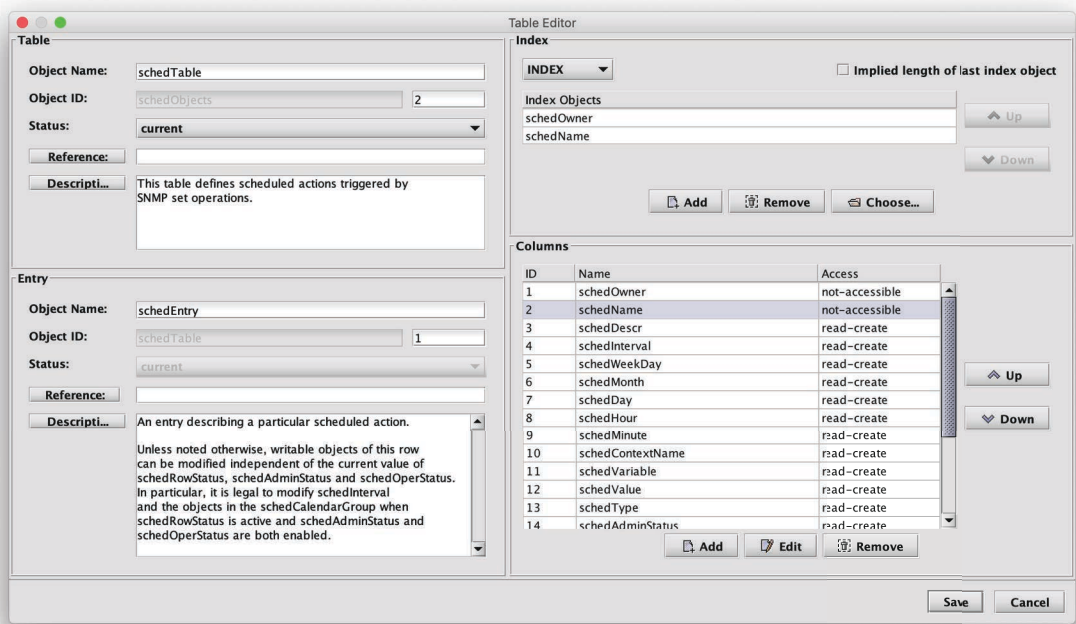 Table Editor
Table
Object Name: schedTable
Object ID: schedObjects 2
Status: current
Reference:
Descripti... This table defines scheduled actions triggered by
SNMP set operations.
Entry
Object Name: schedEntry
Object ID: schedTable 1
Status: current
Reference:
Descripti... An entry describing a particular scheduled action.
Unless noted otherwise, writable objects of this row
can be modified independent of the current value of
schedRowStatus, schedAdminStatus and schedOperStatus.
In particular, it is legal to modify schedInterval
and the objects in the schedCalendarGroup when
schedRowStatus is active and schedAdminStatus and
schedOperStatus are both enabled.
Index
INDEX Implied length of last index object
Index Objects
schedOwner
schedName
Up
Down
Add Remove Choose...
Columns
ID Name Access
1 schedOwner not-accessible
2 schedName not-accessible
3 schedDescr read-create
4 schedInterval read-create
5 schedWeekDay read-create
6 schedMonth read-create
7 schedDay read-create
8 schedHour read-create
9 schedMinute read-create
10 schedContextName read-create
11 schedVariable read-create
12 schedValue read-create
13 schedType read-create
14 schedAdminStatus read-create
Up
Down
Add Edit Remove
Save Cancel